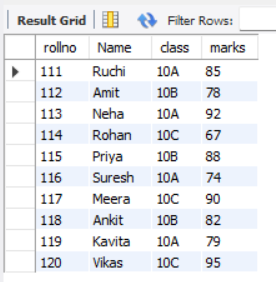 Result Grid Filter Rows:
rollno Name class marks
111 Ruchi 10A 85
112 Amit 10B 78
113 Neha 10A 92
114 Rohan 10C 67
115 Priya 10B 88
116 Suresh 10A 74
117 Meera 10C 90
118 Ankit 10B 82
119 Kavita 10A 79
120 Vikas 10C 95